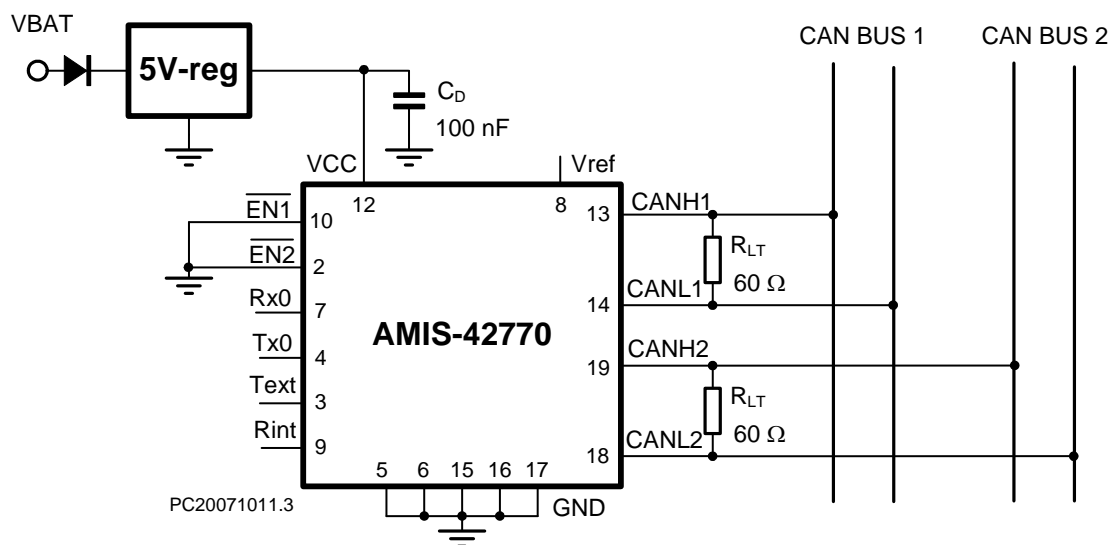 VBAT
CAN BUS 1 CAN BUS 2
5V-reg
C_D
100 nF
VCC
Vref
12
8
EN1
10
13
CANH1
EN2
2
R_LT
60 Ω
Rx0
7
14
CANL1
AMIS-42770
Tx0
4
19
CANH2
Text
3
R_LT
60 Ω
Rint
9
18
CANL2
5 6 15 16 17
GND
PC20071011.3